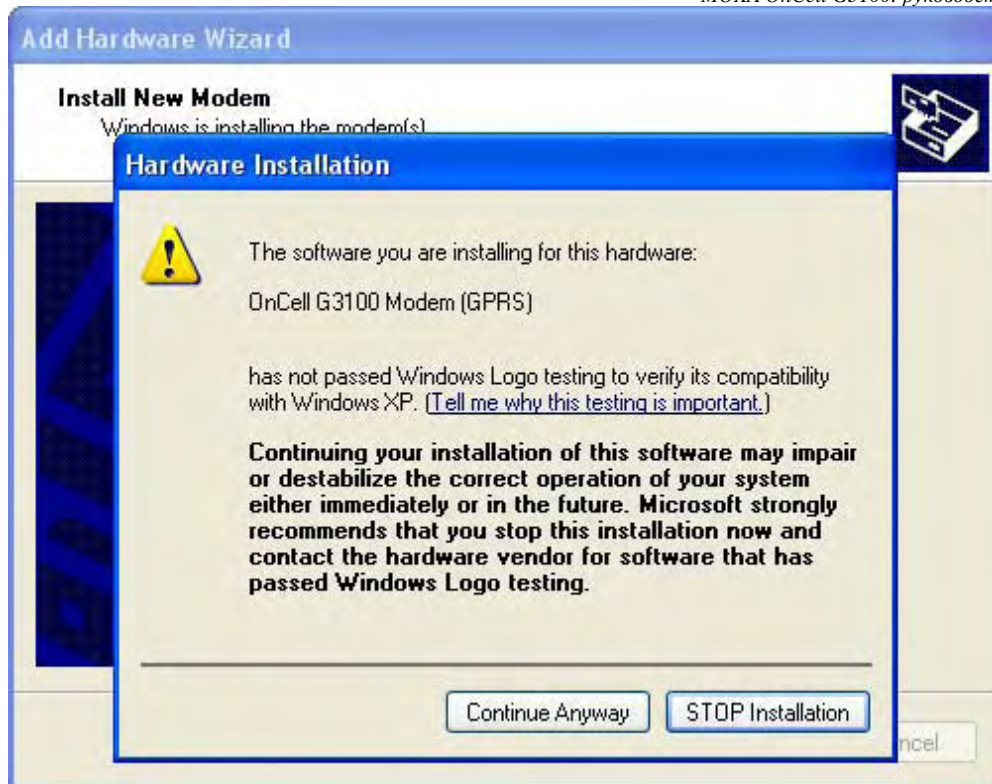 MOXA OnCell G3100: руководст
Add Hardware Wizard
Install New Modem
Windows is installing the modem(s)
Hardware Installation
The software you are installing for this hardware:
OnCell G3100 Modem (GPRS)
has not passed Windows Logo testing to verify its compatibility
with Windows XP. (Tell me why this testing is important.)
Continuing your installation of this software may impair
or destabilize the correct operation of your system
either immediately or in the future. Microsoft strongly
recommends that you stop this installation now and
contact the hardware vendor for software that has
passed Windows Logo testing.
Continue Anyway STOP Installation
ncel